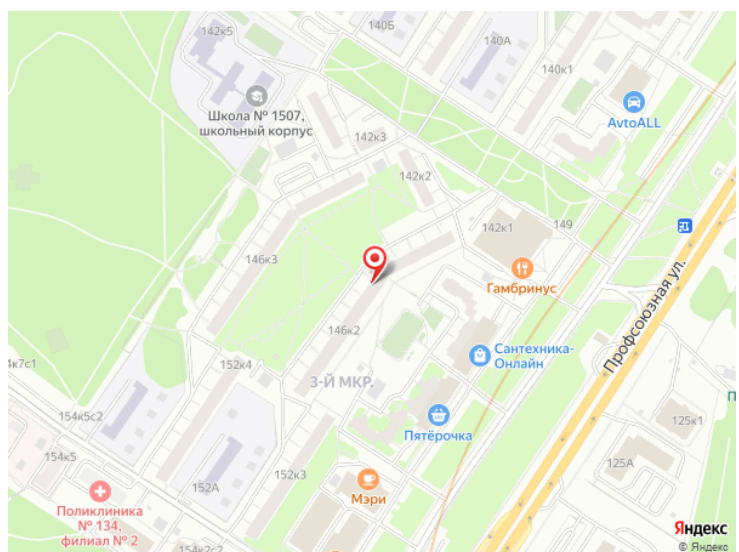 142к5
140Б
140А
140к1
AvtoALL
Школа № 1507,
школьный корпус
142к3
142к2
142к1
149
Гамбринус
Профсоюзная ул.
146к3
146к2
Сантехника-
Онлайн
152к4
3-Й МКР.
154к5с2
Пятёрочка
125к1
125А
154к5
152А
152к3
Мэри
Поликлиника
№ 134,
филиал № 2
Яндекс
© Яндекс